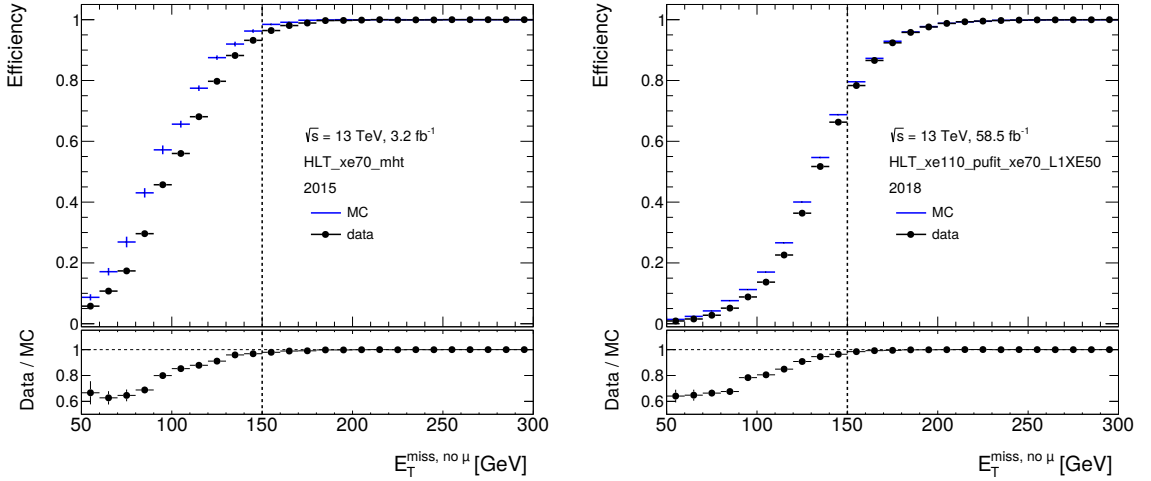 Efficiency
1
0.8
0.6
0.4
0.2
0
√s = 13 TeV, 3.2 fb⁻¹
HLT_xe70_mht
2015
MC
data
Data / MC
1
0.8
0.6
50 100 150 200 250 300
E_T^miss, no μ [GeV]
Efficiency
1
0.8
0.6
0.4
0.2
0
√s = 13 TeV, 58.5 fb⁻¹
HLT_xe110_pufit_xe70_L1XE50
2018
MC
data
Data / MC
1
0.8
0.6
50 100 150 200 250 300
E_T^miss, no μ [GeV]